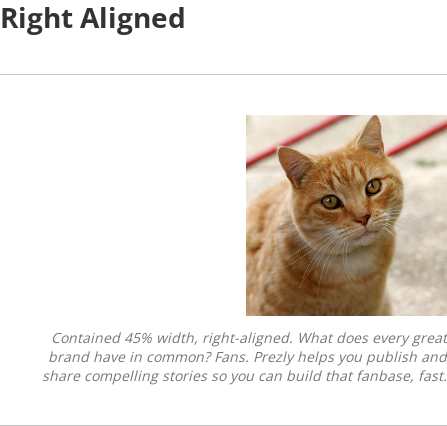 Right Aligned
Contained 45% width, right-aligned. What does every great
brand have in common? Fans. Prezly helps you publish and
share compelling stories so you can build that fanbase, fast.